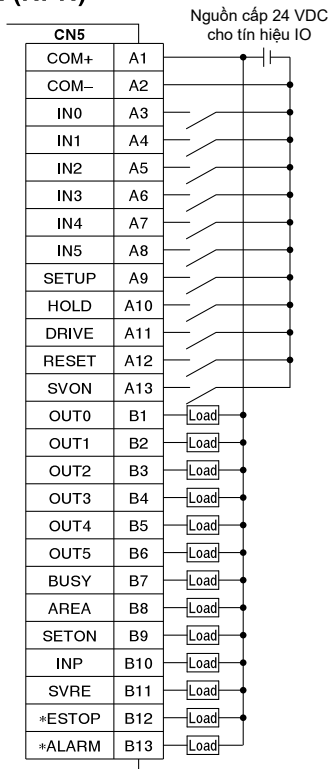 Nguồn cấp 24 VDC
cho tín hiệu IO
CN5
COM+ A1
COM– A2
IN0 A3
IN1 A4
IN2 A5
IN3 A6
IN4 A7
IN5 A8
SETUP A9
HOLD A10
DRIVE A11
RESET A12
SVON A13
OUT0 B1 Load
OUT1 B2 Load
OUT2 B3 Load
OUT3 B4 Load
OUT4 B5 Load
OUT5 B6 Load
BUSY B7 Load
AREA B8 Load
SETON B9 Load
INP B10 Load
SVRE B11 Load
*ESTOP B12 Load
*ALARM B13 Load